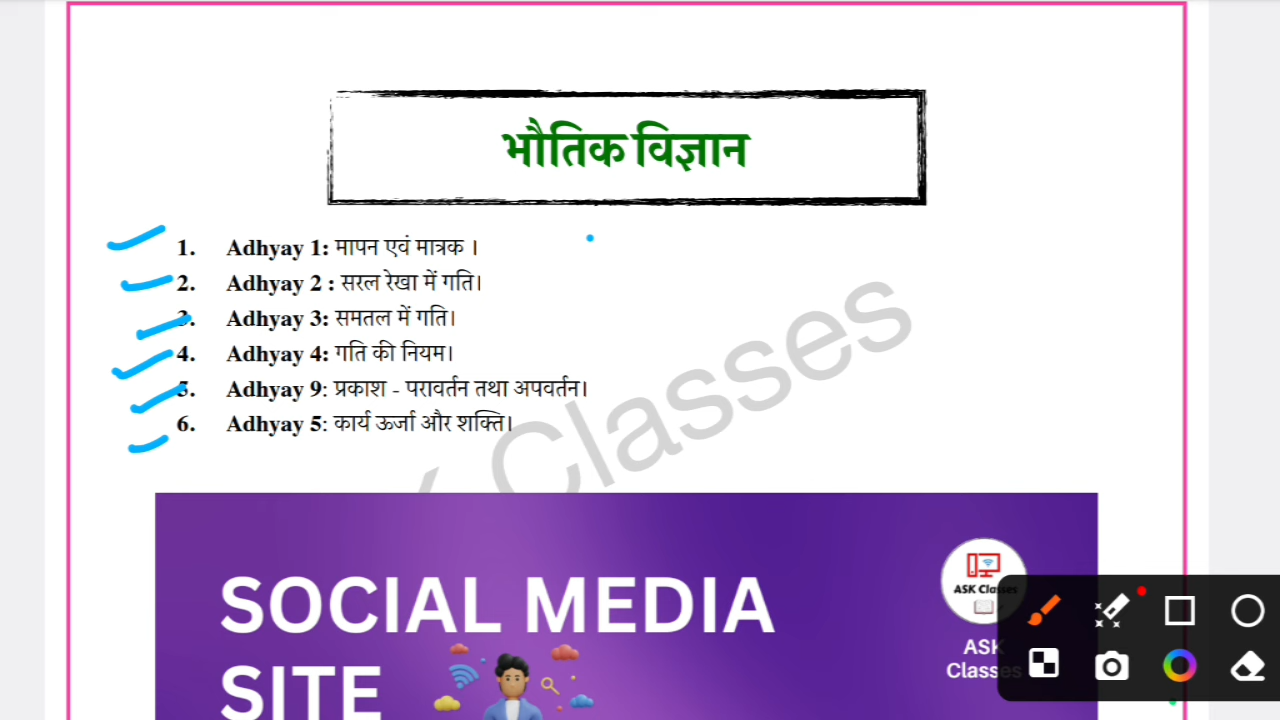 भौतिक विज्ञान
1. Adhyay 1: मापन एवं मात्रक ।
2. Adhyay 2 : सरल रेखा में गति।
3. Adhyay 3: समतल में गति।
4. Adhyay 4: गति की नियम।
5. Adhyay 9: प्रकाश - परावर्तन तथा अपवर्तन।
6. Adhyay 5: कार्य ऊर्जा और शक्ति।
Classes
SOCIAL MEDIA
SITE
ASK Classes
ASK
Classes